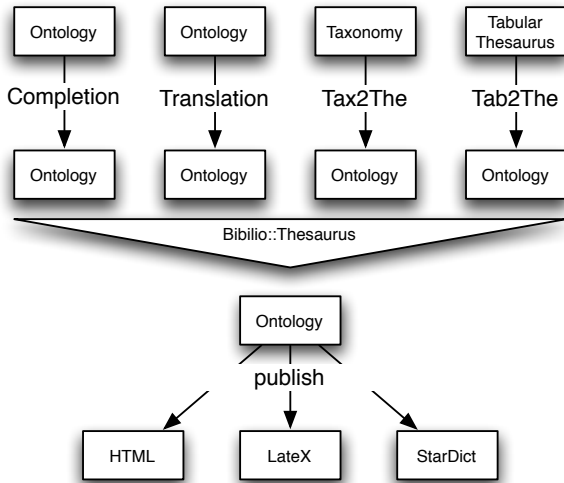 Ontology
Ontology
Taxonomy
Tabular
Thesaurus
Completion
Translation
Tax2The
Tab2The
Ontology
Ontology
Ontology
Ontology
Bibilio::Thesaurus
Ontology
publish
HTML
LateX
StarDict